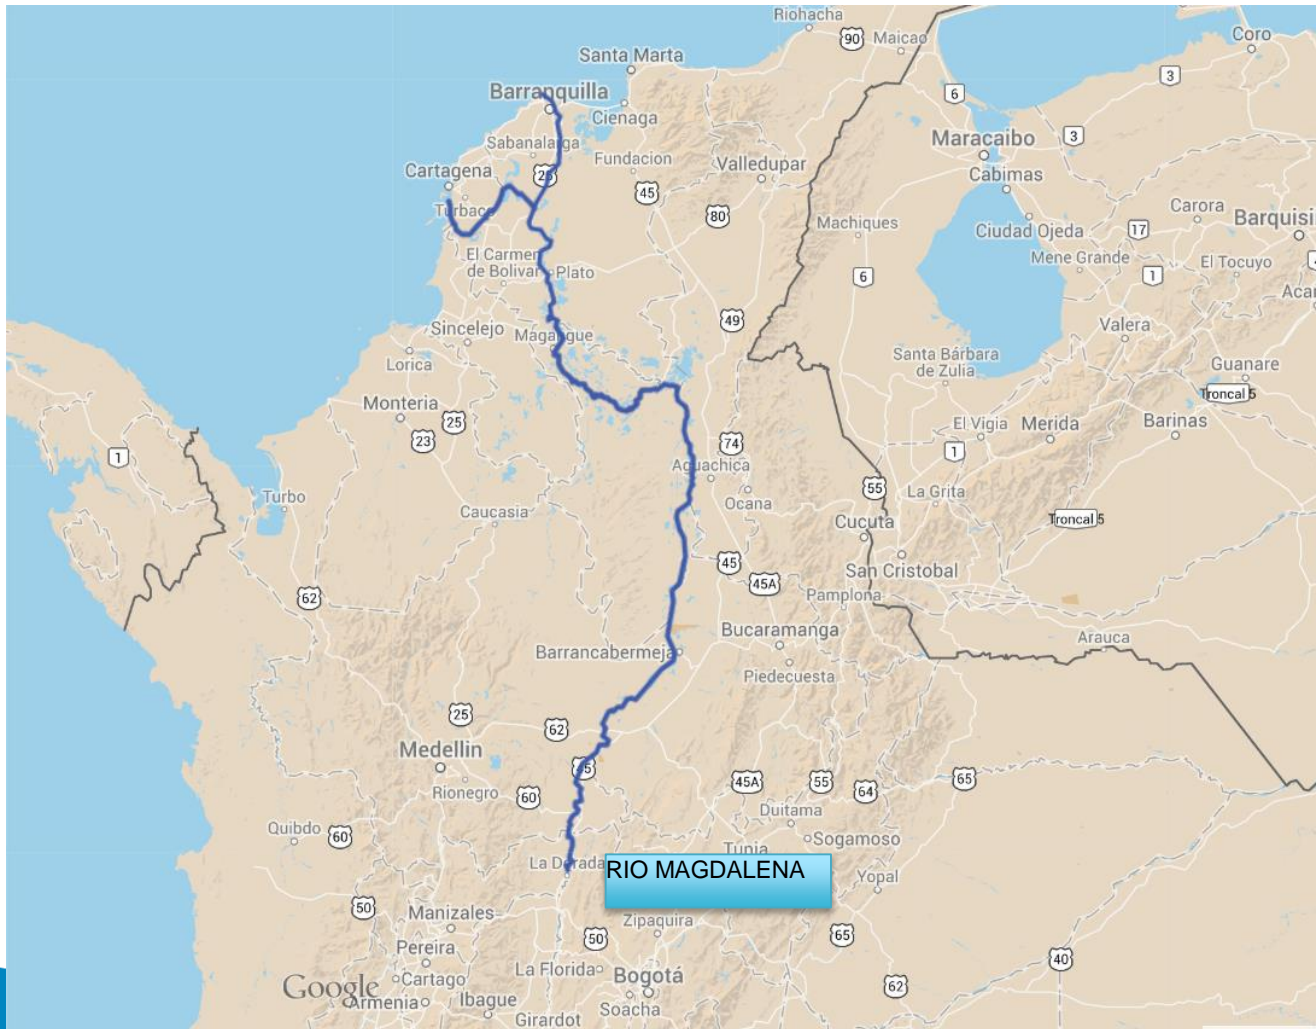 Riohacha
90
Maicao
Coro
Santa Marta
3
6
Barranquilla
Cienaga
3
Maracaibo
Sabanalarga
Fundacion
Valledupar
Cartagena
25
45
Cabimas
Turbaco
80
Machiques
Ciudad Ojeda
17
Carora
Barquisi
Mene Grande
El Carmen
de Bolivar
Plato
6
1
El Tocuyo
Acar
49
Sincelejo
Magangue
Valera
Lorica
Santa Bárbara
de Zulia
Guanare
Troncal 5
Monteria
25
23
74
El Vigia
Merida
Barinas
1
1
Aguachica
55
La Grita
Turbo
Ocana
Caucasia
Cucuta
Troncal 5
45
San Cristobal
45A
62
Pamplona
Bucaramanga
Arauca
Barrancabermeja
Piedecuesta
25
62
Medellin
45
45A
55
64
65
Rionegro
60
Duitama
Quibdo
60
Sogamoso
Tunja
La Dorada
RIO MAGDALENA
Yopal
50
Manizales
Zipaquira
50
65
Pereira
40
La Florida
Bogotá
Cartago
62
Google
Armenia
Ibague
Soacha
Girardot